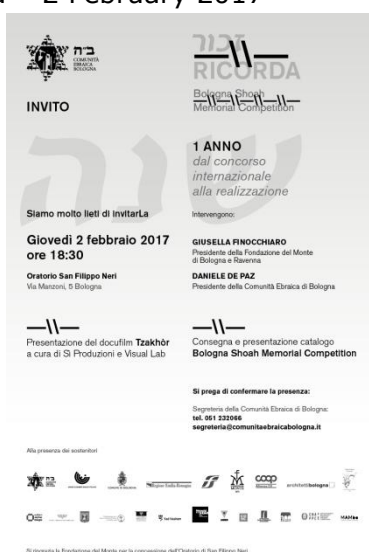 2 February 2017
ב״ה
COMUNITÀ
EBRAICA
BOLOGNA
זכור
RICORDA
Bologna Shoah
Memorial Competition
INVITO
שנה
1 ANNO
dal concorso
internazionale
alla realizzazione
Siamo molto lieti di invitarLa
Giovedì 2 febbraio 2017
ore 18:30
Oratorio San Filippo Neri
Via Manzoni, 5 Bologna
Intervengono:
GIUSELLA FINOCCHIARO
Presidente della Fondazione del Monte
di Bologna e Ravenna
DANIELE DE PAZ
Presidente della Comunità Ebraica di Bologna
Presentazione del docufilm Tzakhòr
a cura di Si Produzioni e Visual Lab
Consegna e presentazione catalogo
Bologna Shoah Memorial Competition
Si prega di confermare la presenza:
Segreteria della Comunità Ebraica di Bologna:
tel. 051 232066
segreteria@comunitaebraicabologna.it
Alla presenza dei sostenitori
Regione Emilia-Romagna
coop
architettibologna
MAMbo
Si ringrazia la Fondazione del Monte per la concessione dell'Oratorio di San Filippo Neri